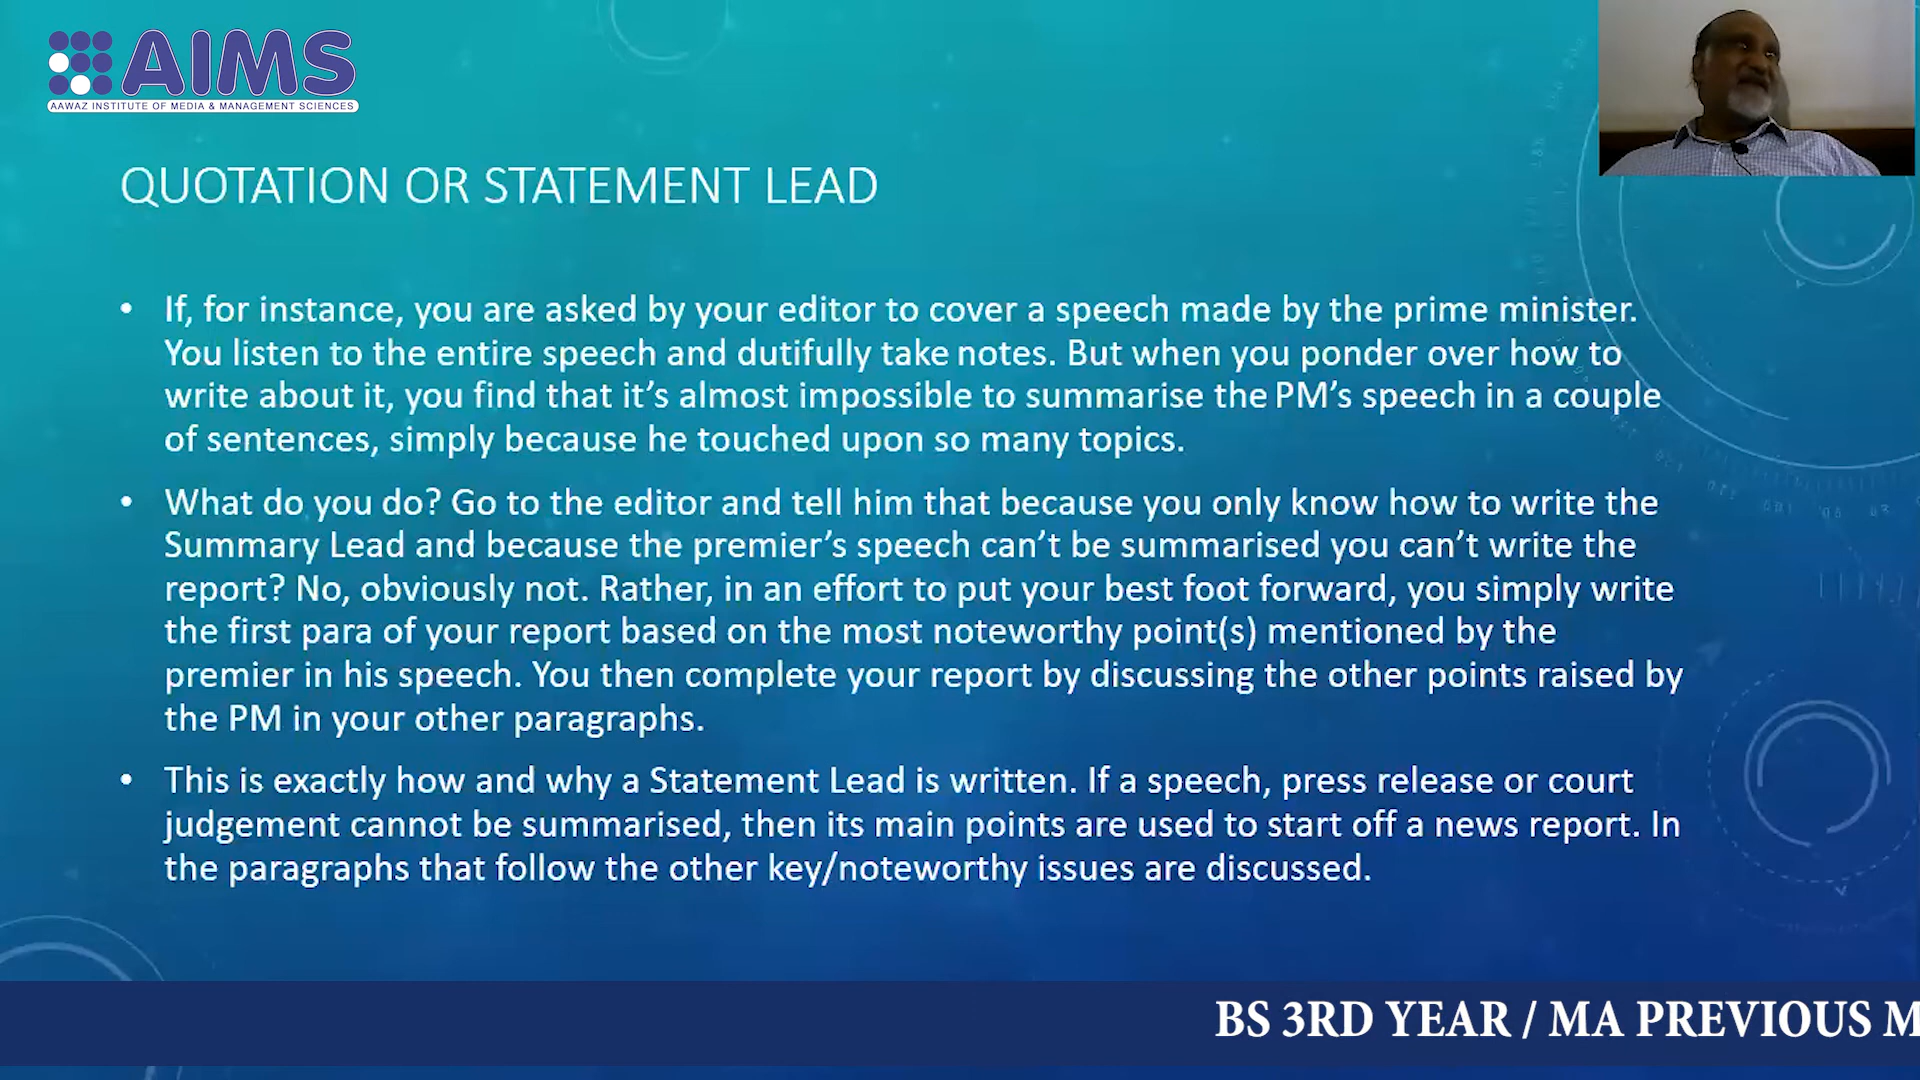 AIMS
AAWAZ INSTITUTE OF MEDIA & MANAGEMENT SCIENCES
QUOTATION OR STATEMENT LEAD
• If, for instance, you are asked by your editor to cover a speech made by the prime minister.
You listen to the entire speech and dutifully take notes. But when you ponder over how to
write about it, you find that it’s almost impossible to summarise the PM’s speech in a couple
of sentences, simply because he touched upon so many topics.
• What do you do? Go to the editor and tell him that because you only know how to write the
Summary Lead and because the premier’s speech can’t be summarised you can’t write the
report? No, obviously not. Rather, in an effort to put your best foot forward, you simply write
the first para of your report based on the most noteworthy point(s) mentioned by the
premier in his speech. You then complete your report by discussing the other points raised by
the PM in your other paragraphs.
• This is exactly how and why a Statement Lead is written. If a speech, press release or court
judgement cannot be summarised, then its main points are used to start off a news report. In
the paragraphs that follow the other key/noteworthy issues are discussed.
BS 3RD YEAR / MA PREVIOUS M